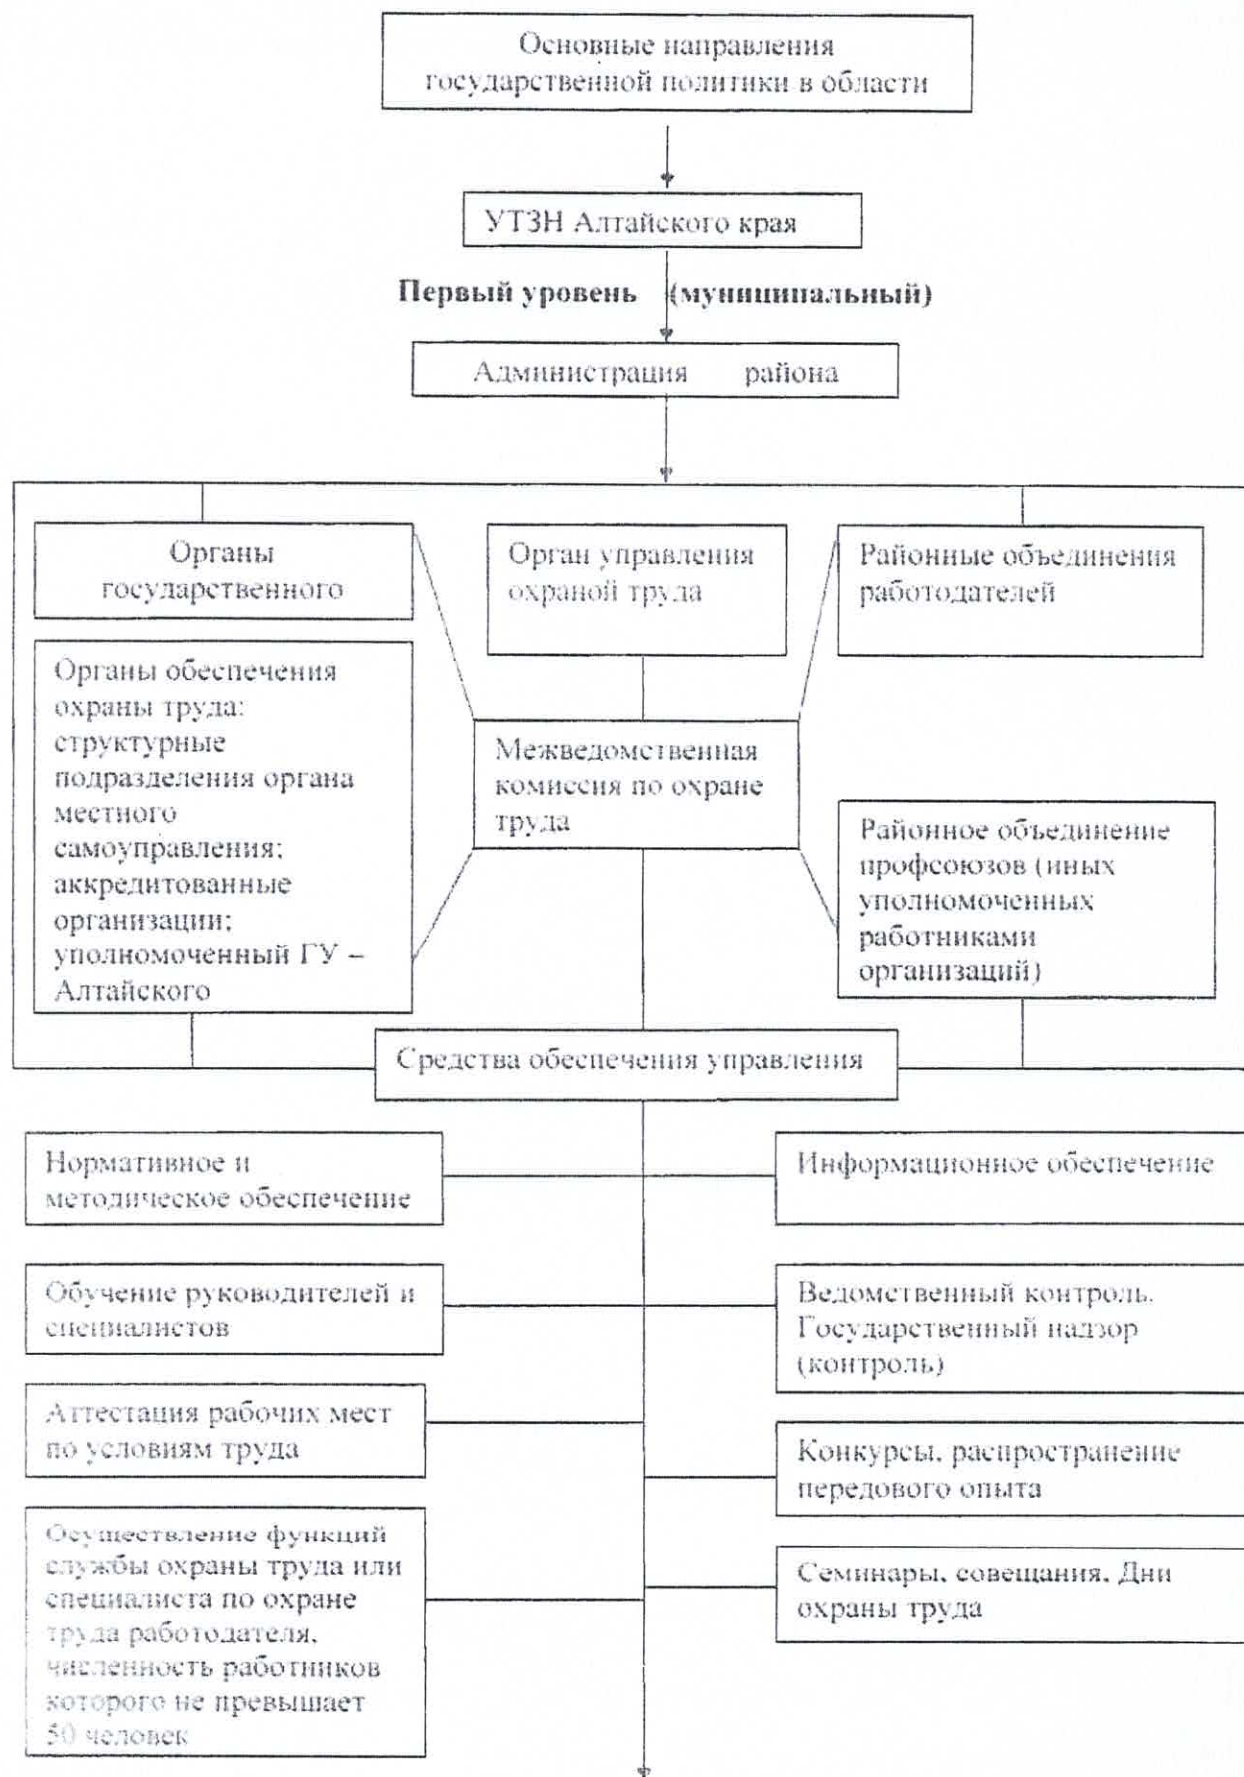 Основные направления
государственной политики в области
УТЗН Алтайского края
Первый уровень (муниципальный)
Администрация района
Органы
государственного
Орган управления
охраной труда
Районные объединения
работодателей
Органы обеспечения
охраны труда:
структурные
подразделения органа
местного
самоуправления;
аккредитованные
организации;
уполномоченный ГУ –
Алтайского
Межведомственная
комиссия по охране
труда
Районное объединение
профсоюзов (иных
уполномоченных
работниками
организаций)
Средства обеспечения управления
Нормативное и
методическое обеспечение
Информационное обеспечение
Обучение руководителей и
специалистов
Ведомственный контроль.
Государственный надзор
(контроль)
Аттестация рабочих мест
по условиям труда
Конкурсы, распространение
передового опыта
Осуществление функций
службы охраны труда или
специалиста по охране
труда работодателя,
численность работников
которого не превышает
50 человек
Семинары, совещания, Дни
охраны труда